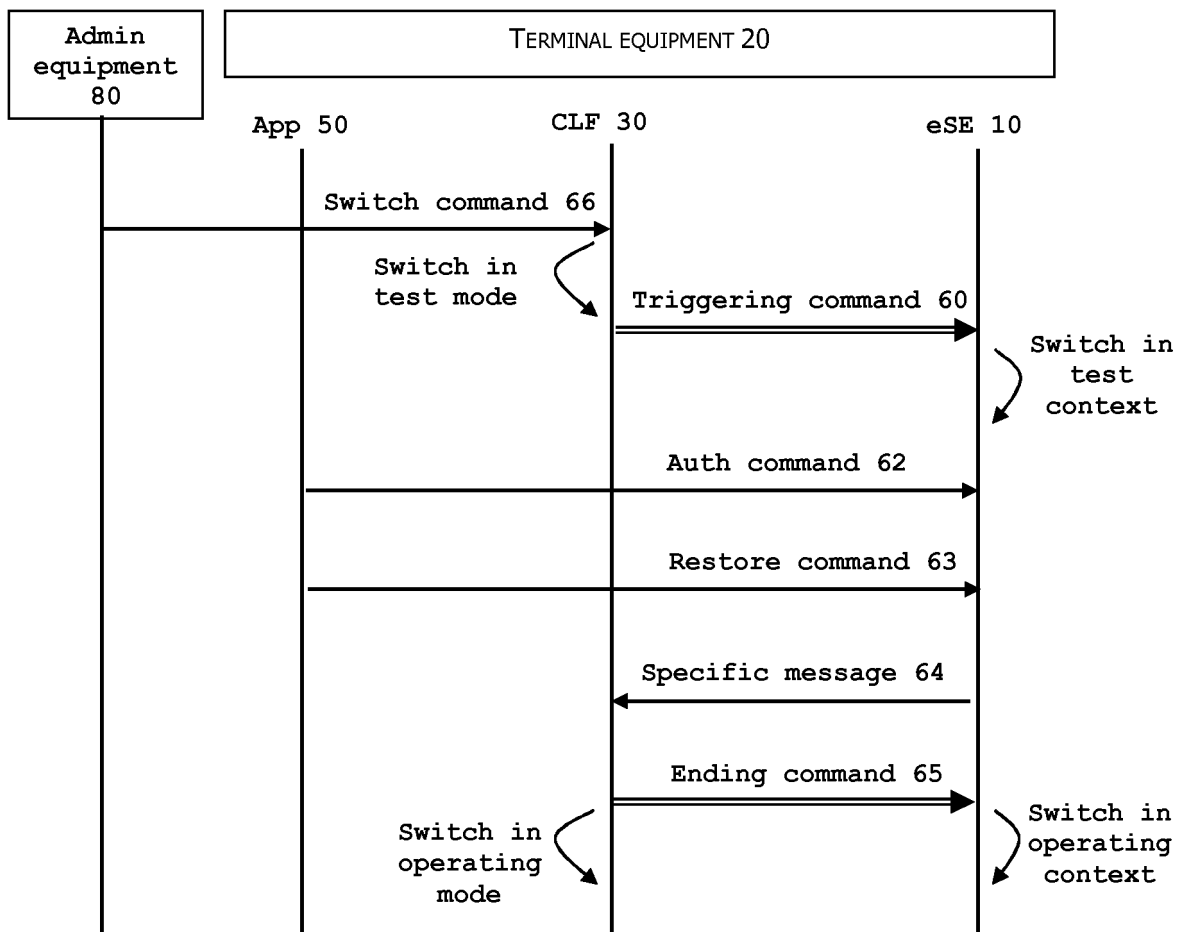 Admin
equipment
80
TERMINAL EQUIPMENT 20
App 50
CLF 30
eSE 10
Switch command 66
Switch in
test mode
Triggering command 60
Switch in
test
context
Auth command 62
Restore command 63
Specific message 64
Ending command 65
Switch in
operating
mode
Switch in
operating
context